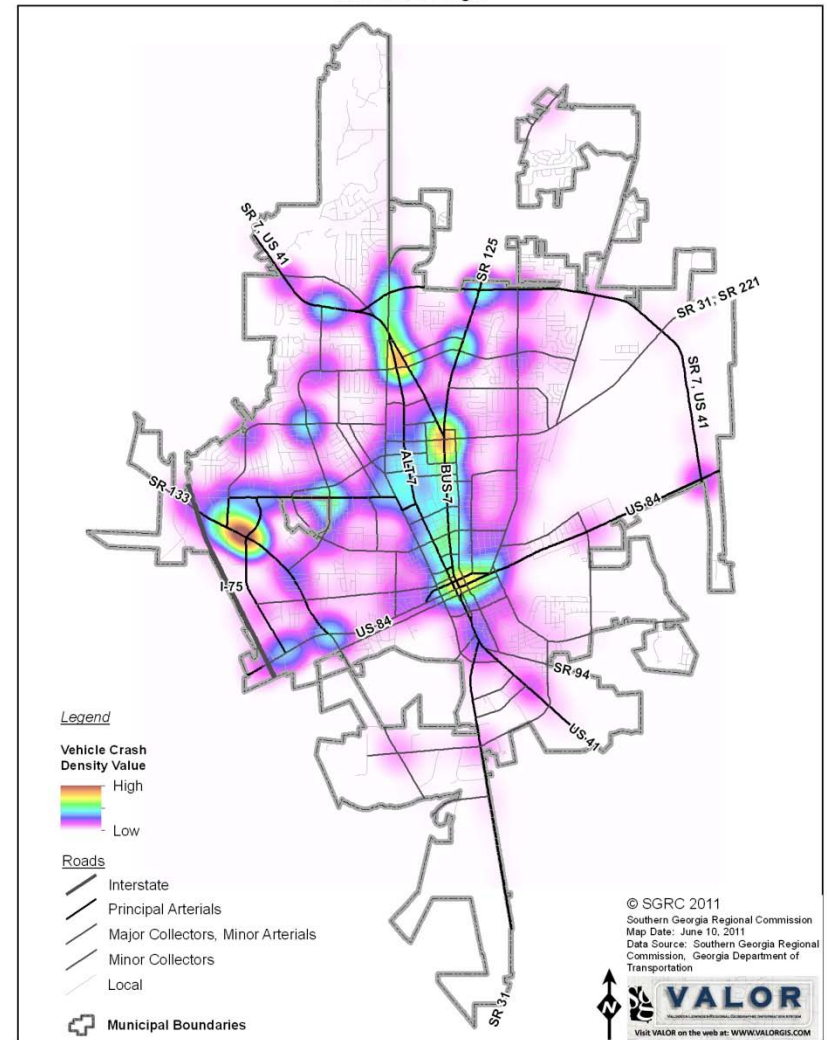 SR 7, US 41
SR 125
SR 31, SR 221
SR 7, US 41
ALT-7
BUS-7
SR-133
US-84
I-75
US-84
SR-94
US-41
SR 31
Legend
Vehicle Crash
Density Value
High
Low
Roads
Interstate
Principal Arterials
Major Collectors, Minor Arterials
Minor Collectors
Local
Municipal Boundaries
© SGRC 2011
Southern Georgia Regional Commission
Map Date: June 10, 2011
Data Source: Southern Georgia Regional
Commission, Georgia Department of
Transportation
N
VALOR
Visit VALOR on the web at: WWW.VALORGIS.COM